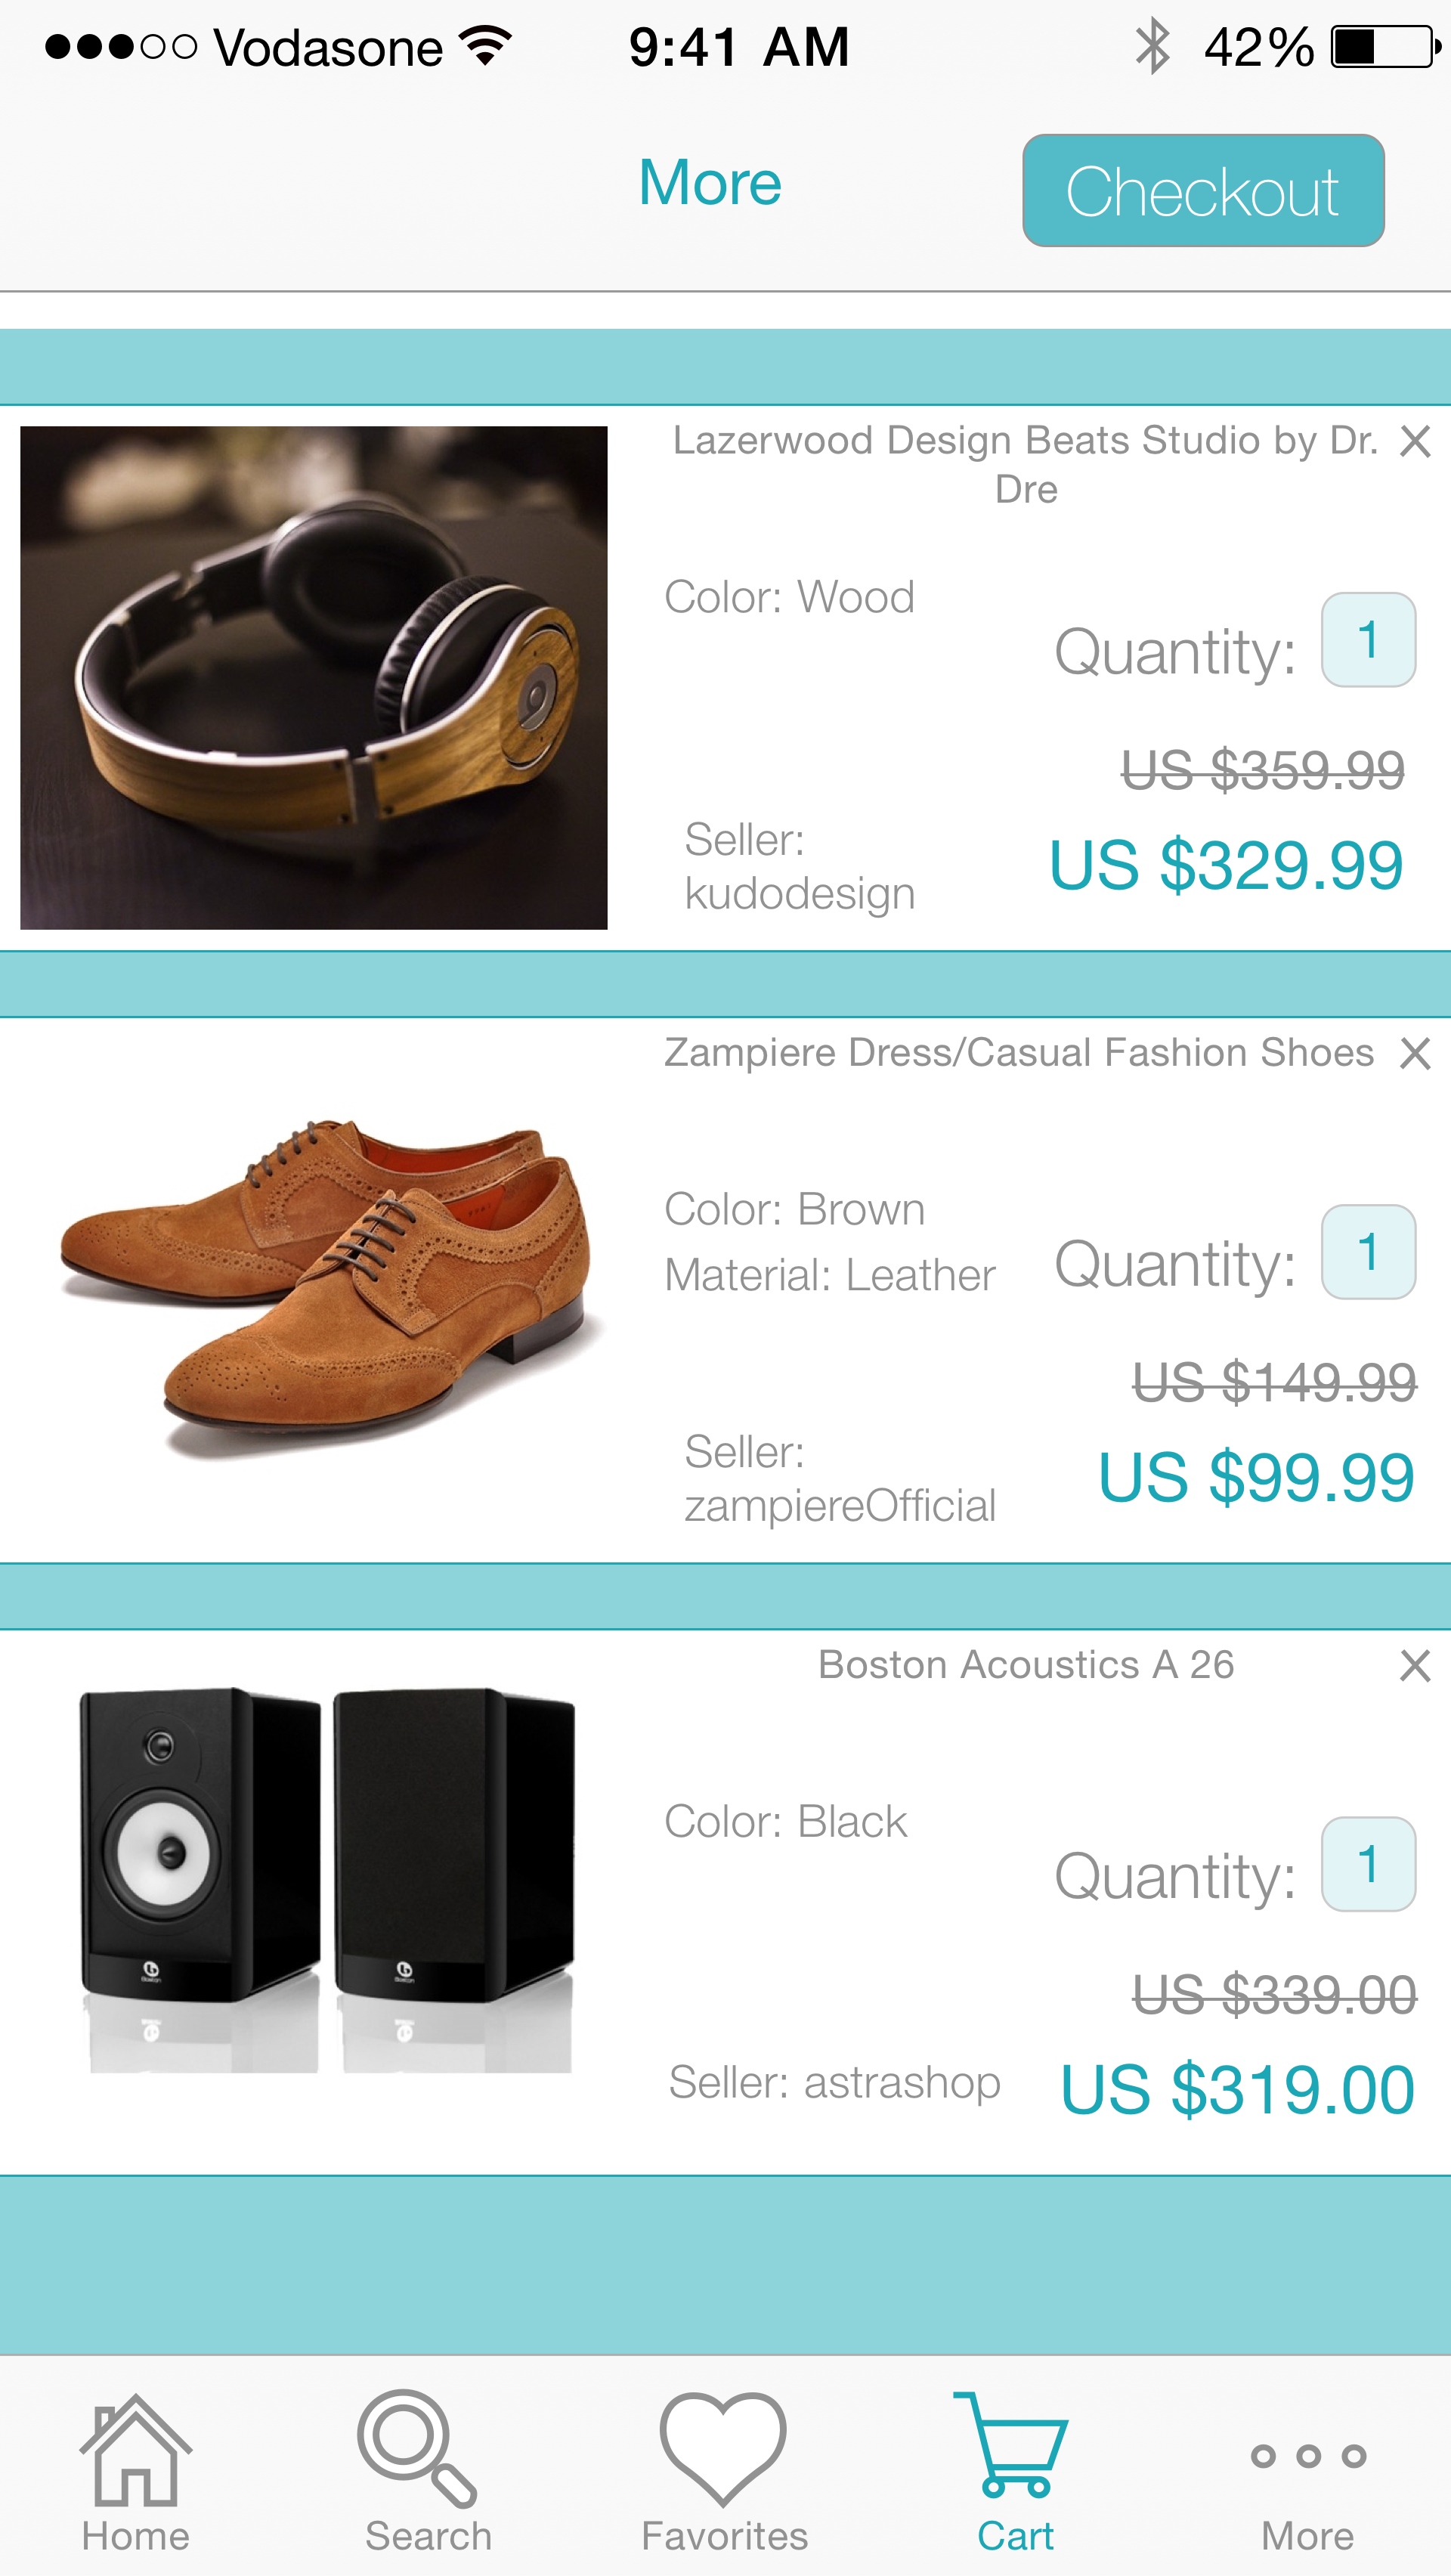 Vodasone 9:41 AM 42%
More
Checkout
Lazerwood Design Beats Studio by Dr.
Dre
Color: Wood
Quantity: 1
US $359.99
Seller:
kudodesign
US $329.99
Zampiere Dress/Casual Fashion Shoes
Color: Brown
Material: Leather
Quantity: 1
US $149.99
Seller:
zampiereOfficial
US $99.99
Boston Acoustics A 26
Color: Black
Quantity: 1
US $339.00
Seller: astrashop
US $319.00
Boston
Boston
Home
Search
Favorites
Cart
More